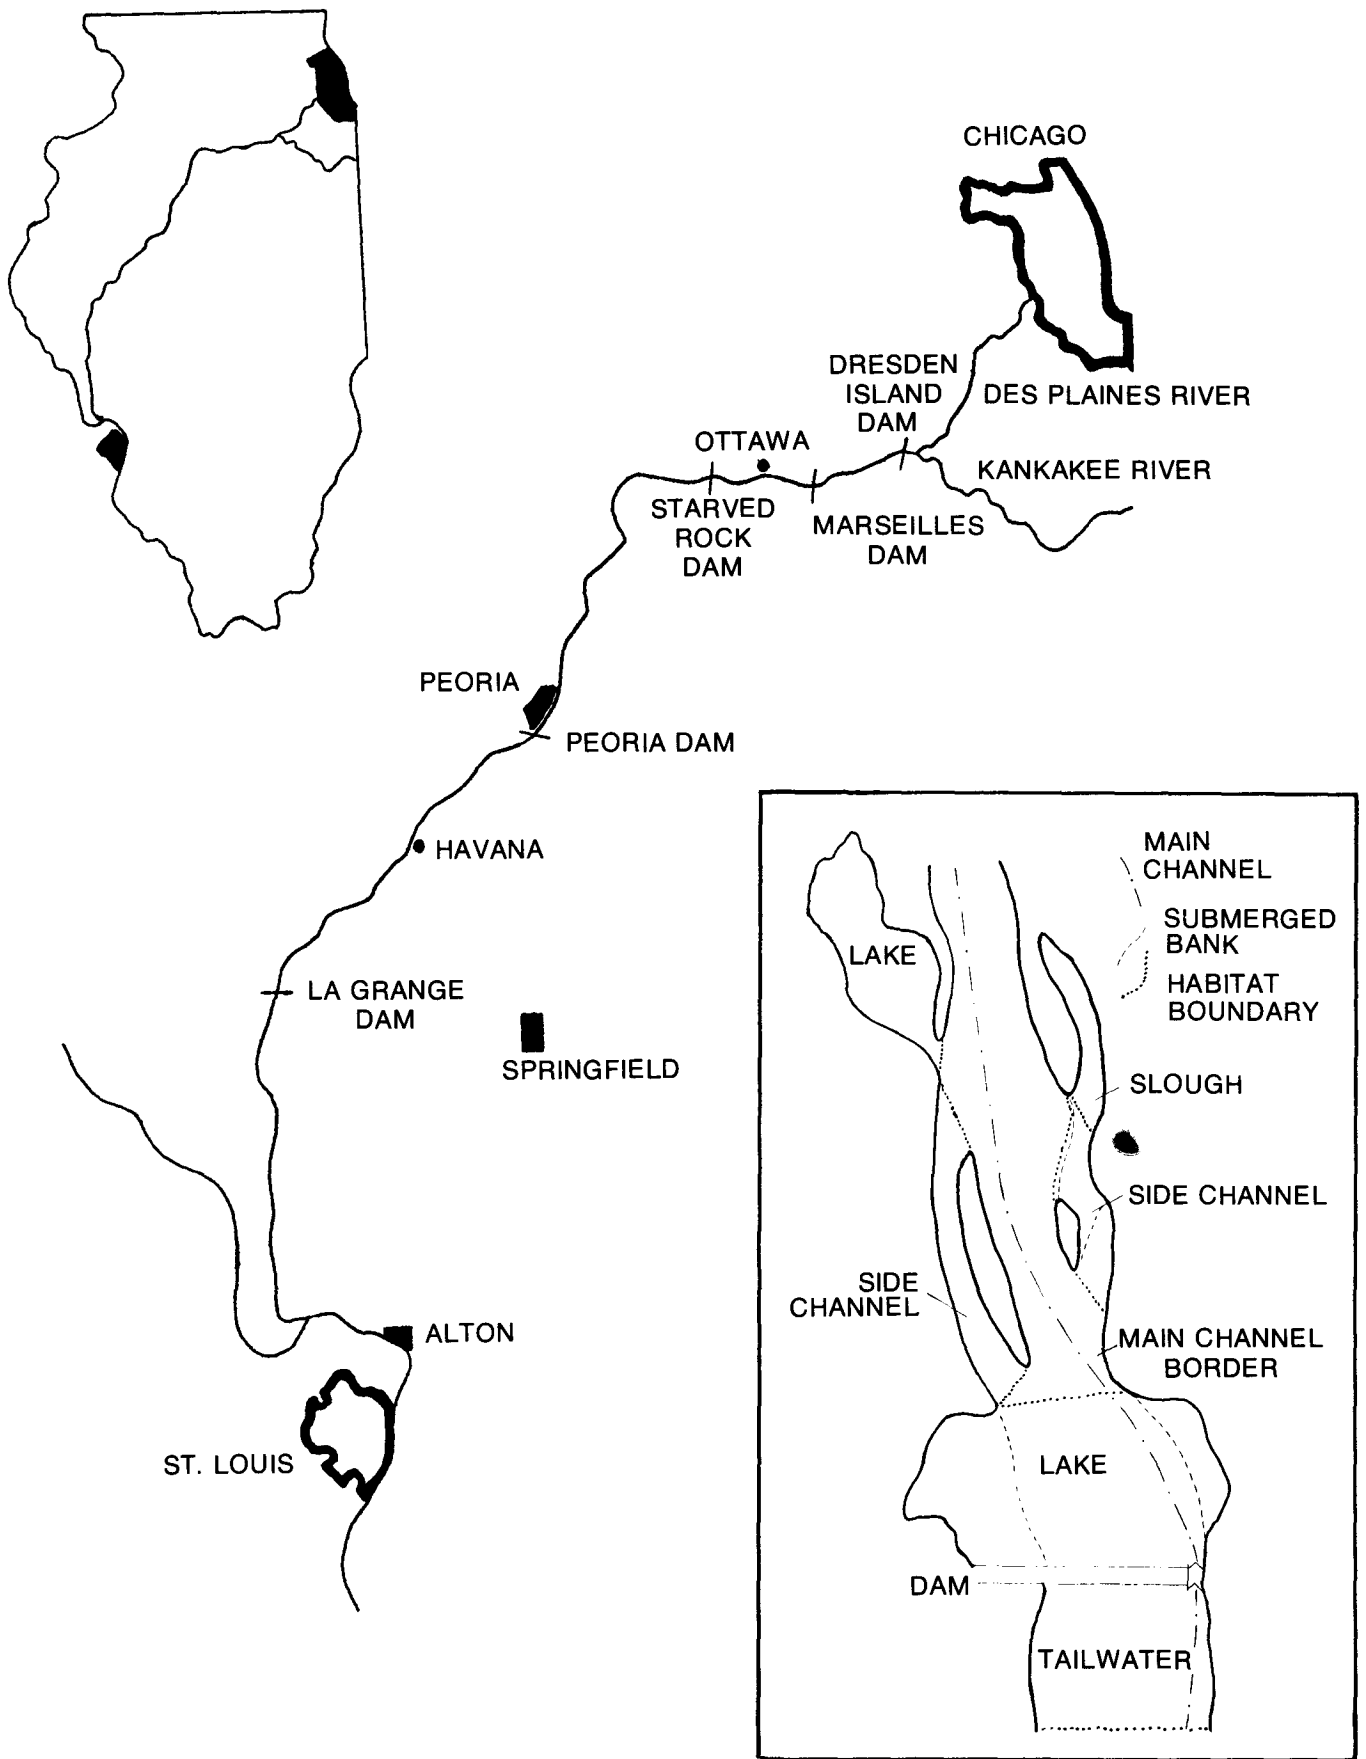 CHICAGO
DRESDEN
ISLAND
DAM
DES PLAINES RIVER
OTTAWA
KANKAKEE RIVER
STARVED
ROCK
DAM
MARSEILLES
DAM
PEORIA
PEORIA DAM
HAVANA
LA GRANGE
DAM
SPRINGFIELD
ALTON
ST. LOUIS
MAIN
CHANNEL
SUBMERGED
BANK
HABITAT
BOUNDARY
LAKE
SLOUGH
SIDE CHANNEL
SIDE
CHANNEL
MAIN CHANNEL
BORDER
LAKE
DAM
TAILWATER